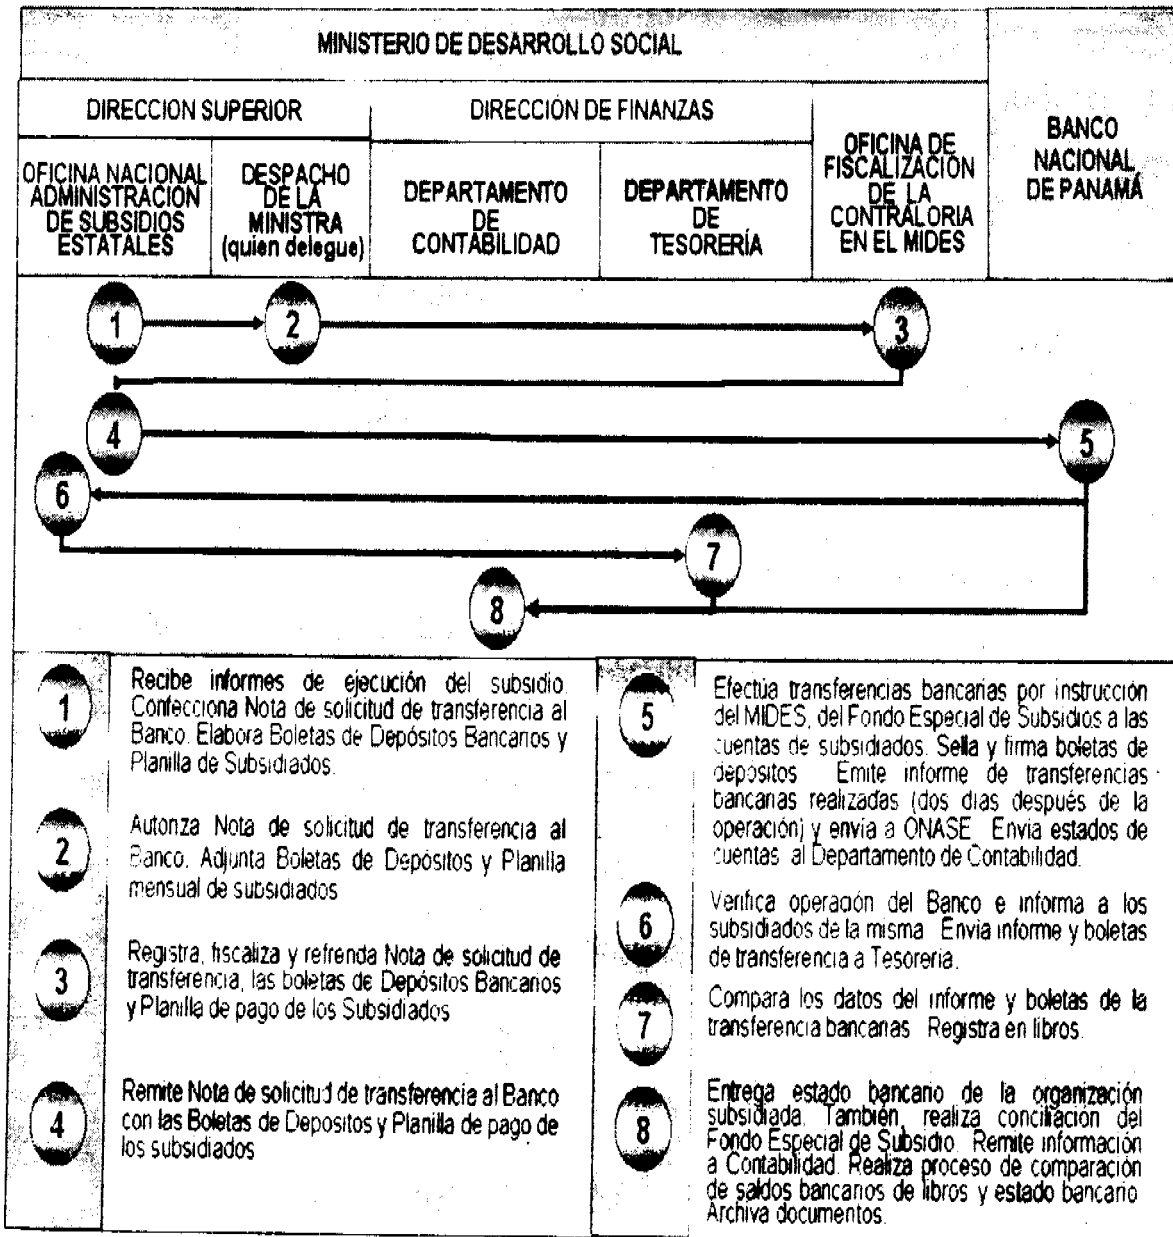 MINISTERIO DE DESARROLLO SOCIAL
DIRECCION SUPERIOR
DIRECCIÓN DE FINANZAS
OFICINA NACIONAL
ADMINISTRACION
DE SUBSIDIOS
ESTATALES
DESPACHO
DE LA
MINISTRA
(quien delegue)
DEPARTAMENTO
DE
CONTABILIDAD
DEPARTAMENTO
DE
TESORERÍA
OFICINA DE
FISCALIZACIÓN
DE LA
CONTRALORIA
EN EL MIDES
BANCO
NACIONAL
DE PANAMÁ
1
2
3
4
5
6
7
8
1
Recibe informes de ejecución del subsidio
Confecciona Nota de solicitud de transferencia al
Banco. Elabora Boletas de Depósitos Bancarios y
Planilla de Subsidiados.
2
Autoriza Nota de solicitud de transferencia al
Banco. Adjunta Boletas de Depósitos y Planilla
mensual de subsidiados
3
Registra, fiscaliza y refrenda Nota de solicitud de
transferencia, las boletas de Depósitos Bancarios
y Planilla de pago de los Subsidiados
4
Remite Nota de solicitud de transferencia al Banco
con las Boletas de Depositos y Planilla de pago de
los subsidiados
5
Efectúa transferencias bancarias por instrucción
del MIDES, del Fondo Especial de Subsidios a las
cuentas de subsidiados. Sella y firma boletas de
depósitos Emite informe de transferencias
bancarias realizadas (dos días después de la
operación) y envía a ONASE Envia estados de
cuentas al Departamento de Contabilidad.
6
Verifica operación del Banco e informa a los
subsidiados de la misma Envia informe y boletas
de transferencia a Tesorería.
7
Compara los datos del informe y boletas de la
transferencia bancarias Registra en libros.
8
Entrega estado bancario de la organización
subsidiada. También, realiza conciliación del
Fondo Especial de Subsidio Remite información
a Contabilidad. Realiza proceso de comparación
de saldos bancarios de libros y estado bancario
Archiva documentos.